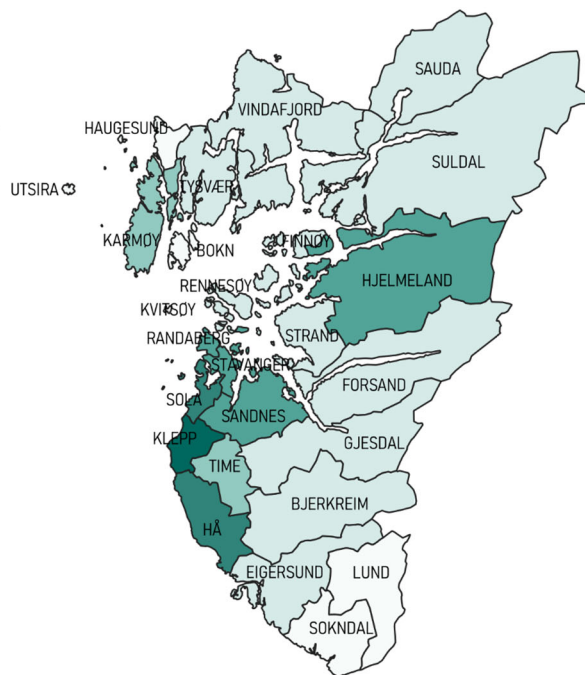 SAUDA
VINDAFJORD
HAUGESUND
SULDAL
UTSIRA
TYSVÆR
KARMØY
FINNØY
BOKN
HJELMELAND
RENNESØY
KVITSØY
RANDABERG
STRAND
STAVANGER
FORSAND
SOLA
SANDNES
KLEPP
GJESDAL
TIME
BJERKREIM
HÅ
EIGERSUND
LUND
SOKNDAL